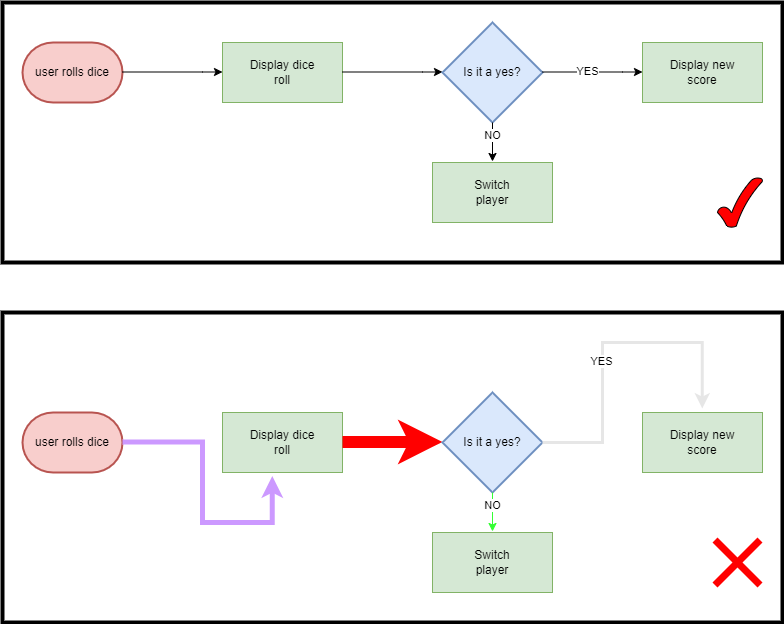 user rolls dice
Display dice
roll
Is it a yes?
YES
Display new
score
NO
Switch
player
YES
user rolls dice
Display dice
roll
Is it a yes?
Display new
score
NO
Switch
player